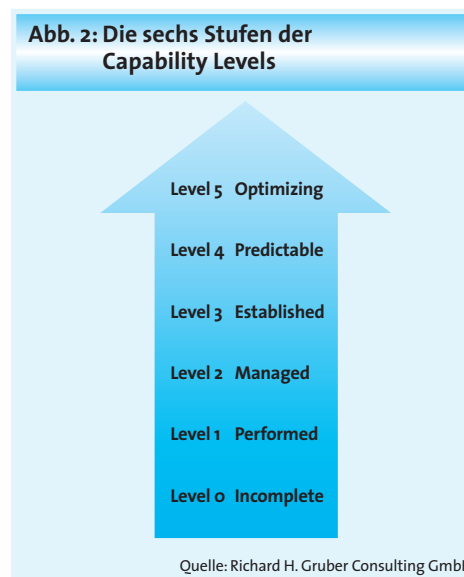 Abb. 2: Die sechs Stufen der
Capability Levels
Level 5 Optimizing
Level 4 Predictable
Level 3 Established
Level 2 Managed
Level 1 Performed
Level 0 Incomplete
Quelle: Richard H. Gruber Consulting GmbH